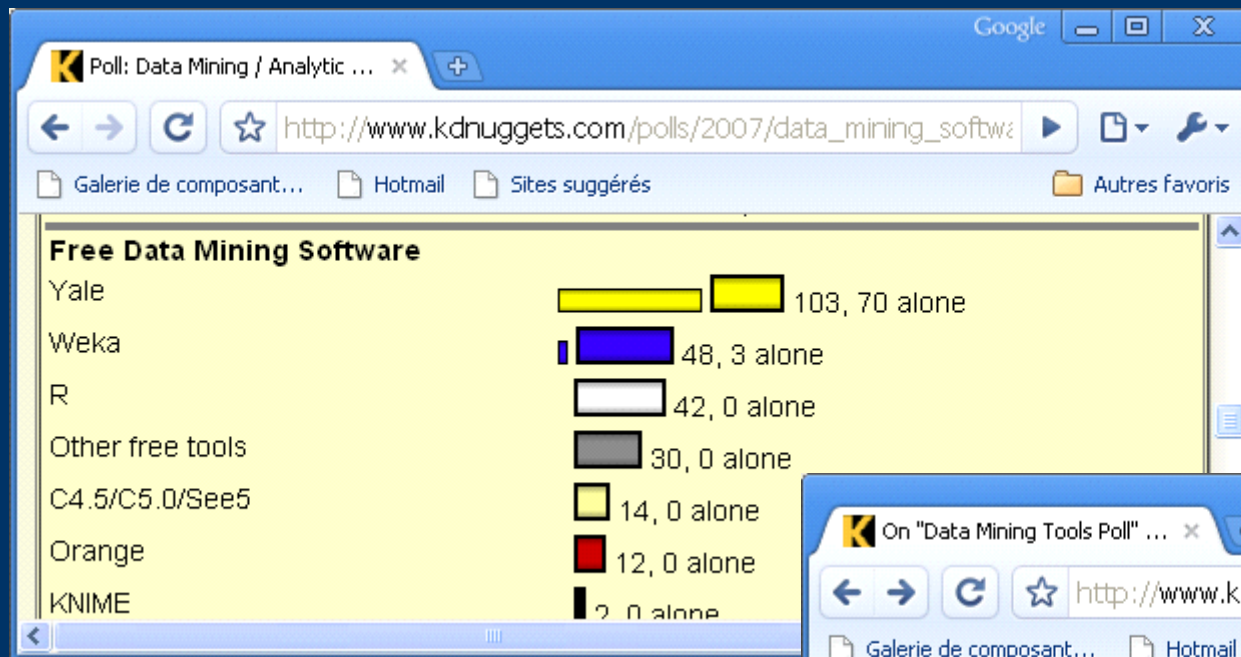 Google
Poll: Data Mining / Analytic ...
http://www.kdnuggets.com/polls/2007/data_mining_softwa
Galerie de composant... Hotmail Sites suggérés Autres favoris
Free Data Mining Software
Yale 103, 70 alone
Weka 48, 3 alone
R 42, 0 alone
Other free tools 30, 0 alone
C4.5/C5.0/See5 14, 0 alone
Orange 12, 0 alone
KNIME 2, 0 alone
On "Data Mining Tools Poll" ...
http://www.k
Galerie de composant... Hotmail